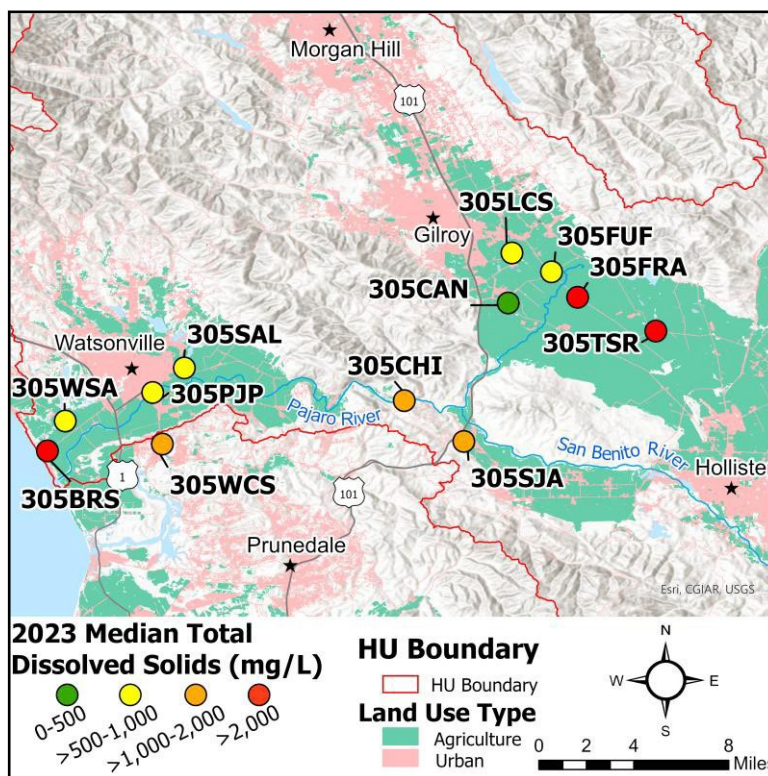 Morgan Hill
101
305LCS
Gilroy
305FUF
305FRA
305CAN
305TSR
Watsonville
305SAL
305CHI
305WSA
305PJP
Pajaro River
San Benito River
305BRS
1
305WCS
305SJA
Holliste
101
Prunedale
Esri, CGIAR, USGS
2023 Median Total
Dissolved Solids (mg/L)
0-500
>500-1,000
>1,000-2,000
>2,000
HU Boundary
HU Boundary
Land Use Type
Agriculture
Urban
N
W
E
S
0 2 4 8
Miles